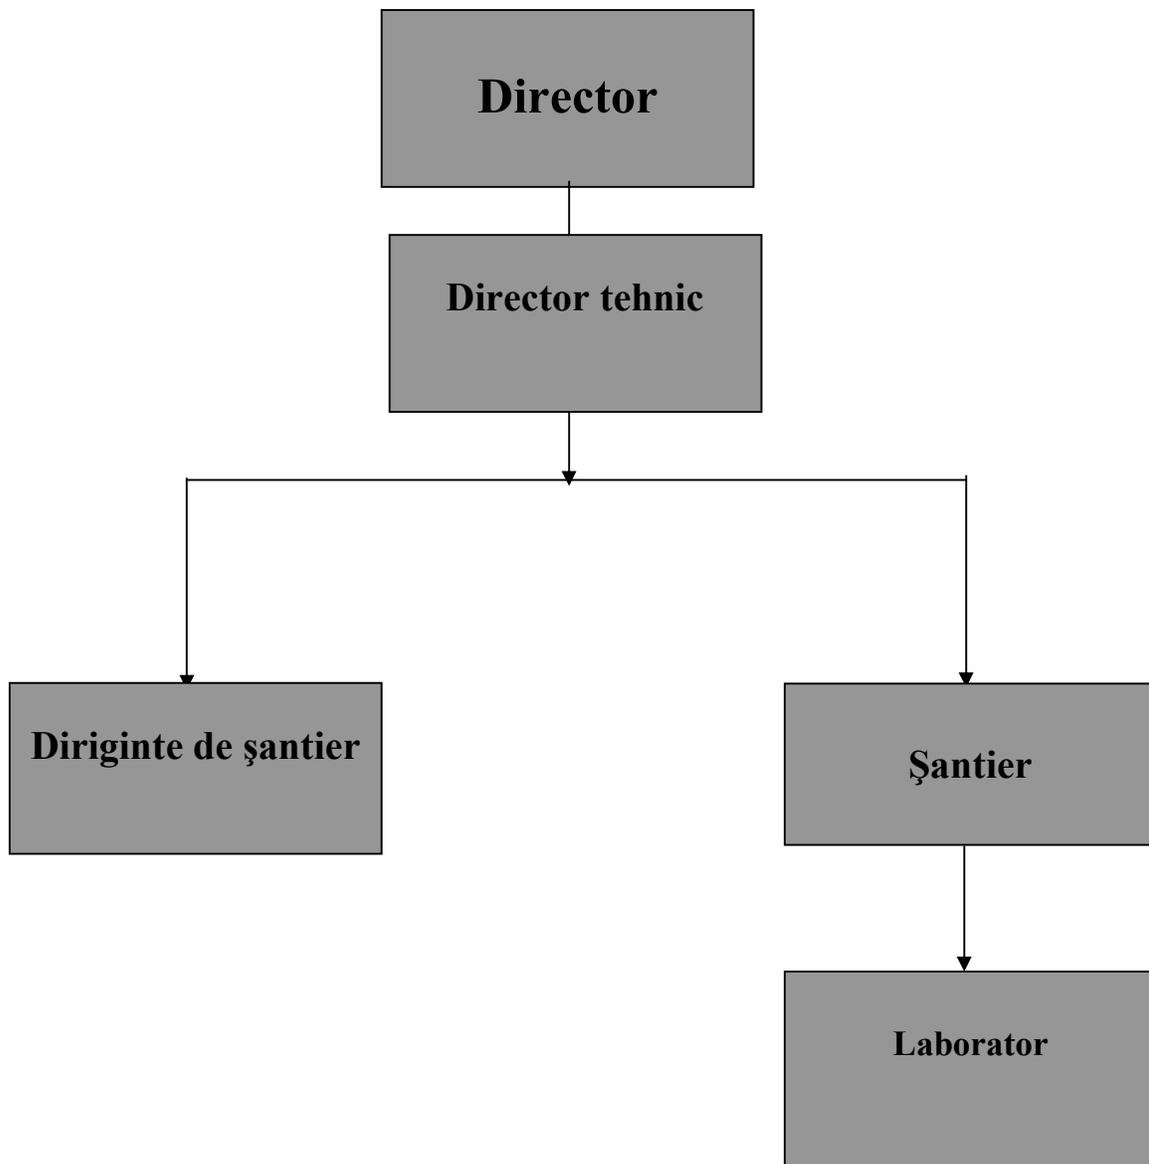 Director
Director tehnic
Diriginte de şantier
Şantier
Laborator